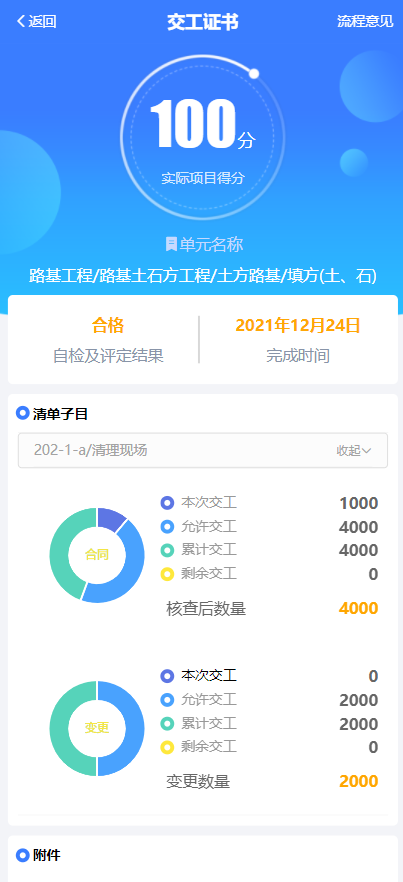 返回 交工证书 流程意见
100分
实际项目得分
单元名称
路基工程/路基土石方工程/土方路基/填方(土、石)
合格 2021年12月24日
自检及评定结果 完成时间
清单子目
202-1-a/清理现场 收起
合同
本次交工 1000
允许交工 4000
累计交工 4000
剩余交工 0
核查后数量 4000
变更
本次交工 0
允许交工 2000
累计交工 2000
剩余交工 0
变更数量 2000
附件